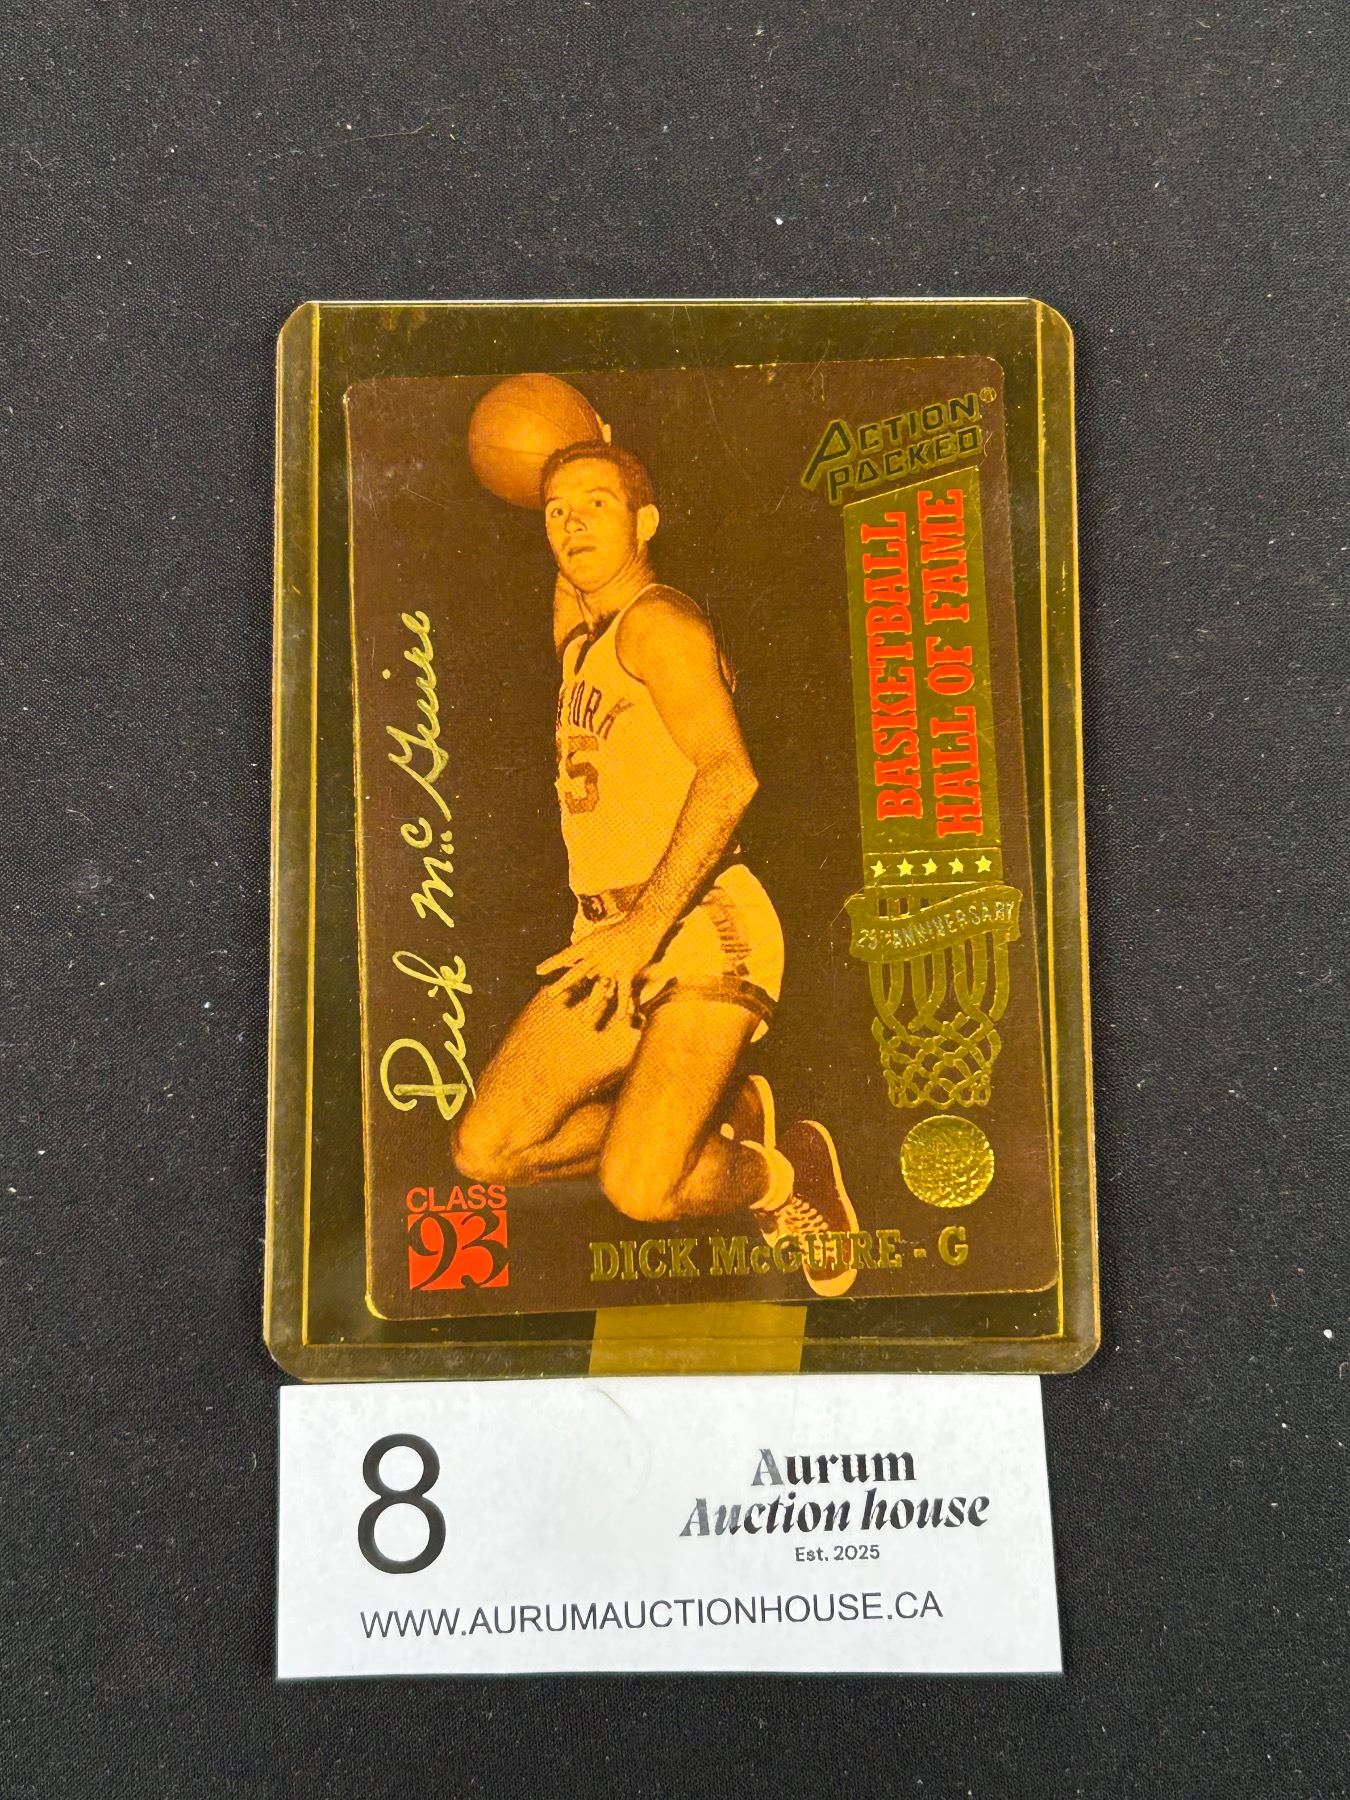 ACTION
PACKED®
BASKETBALL
HALL OF FAME
25TH ANNIVERSARY
YORK
Dick McGuire
CLASS
93
DICK McGUIRE - G
8
Aurum
Auction house
Est. 2025
WWW.AURUMAUCTIONHOUSE.CA